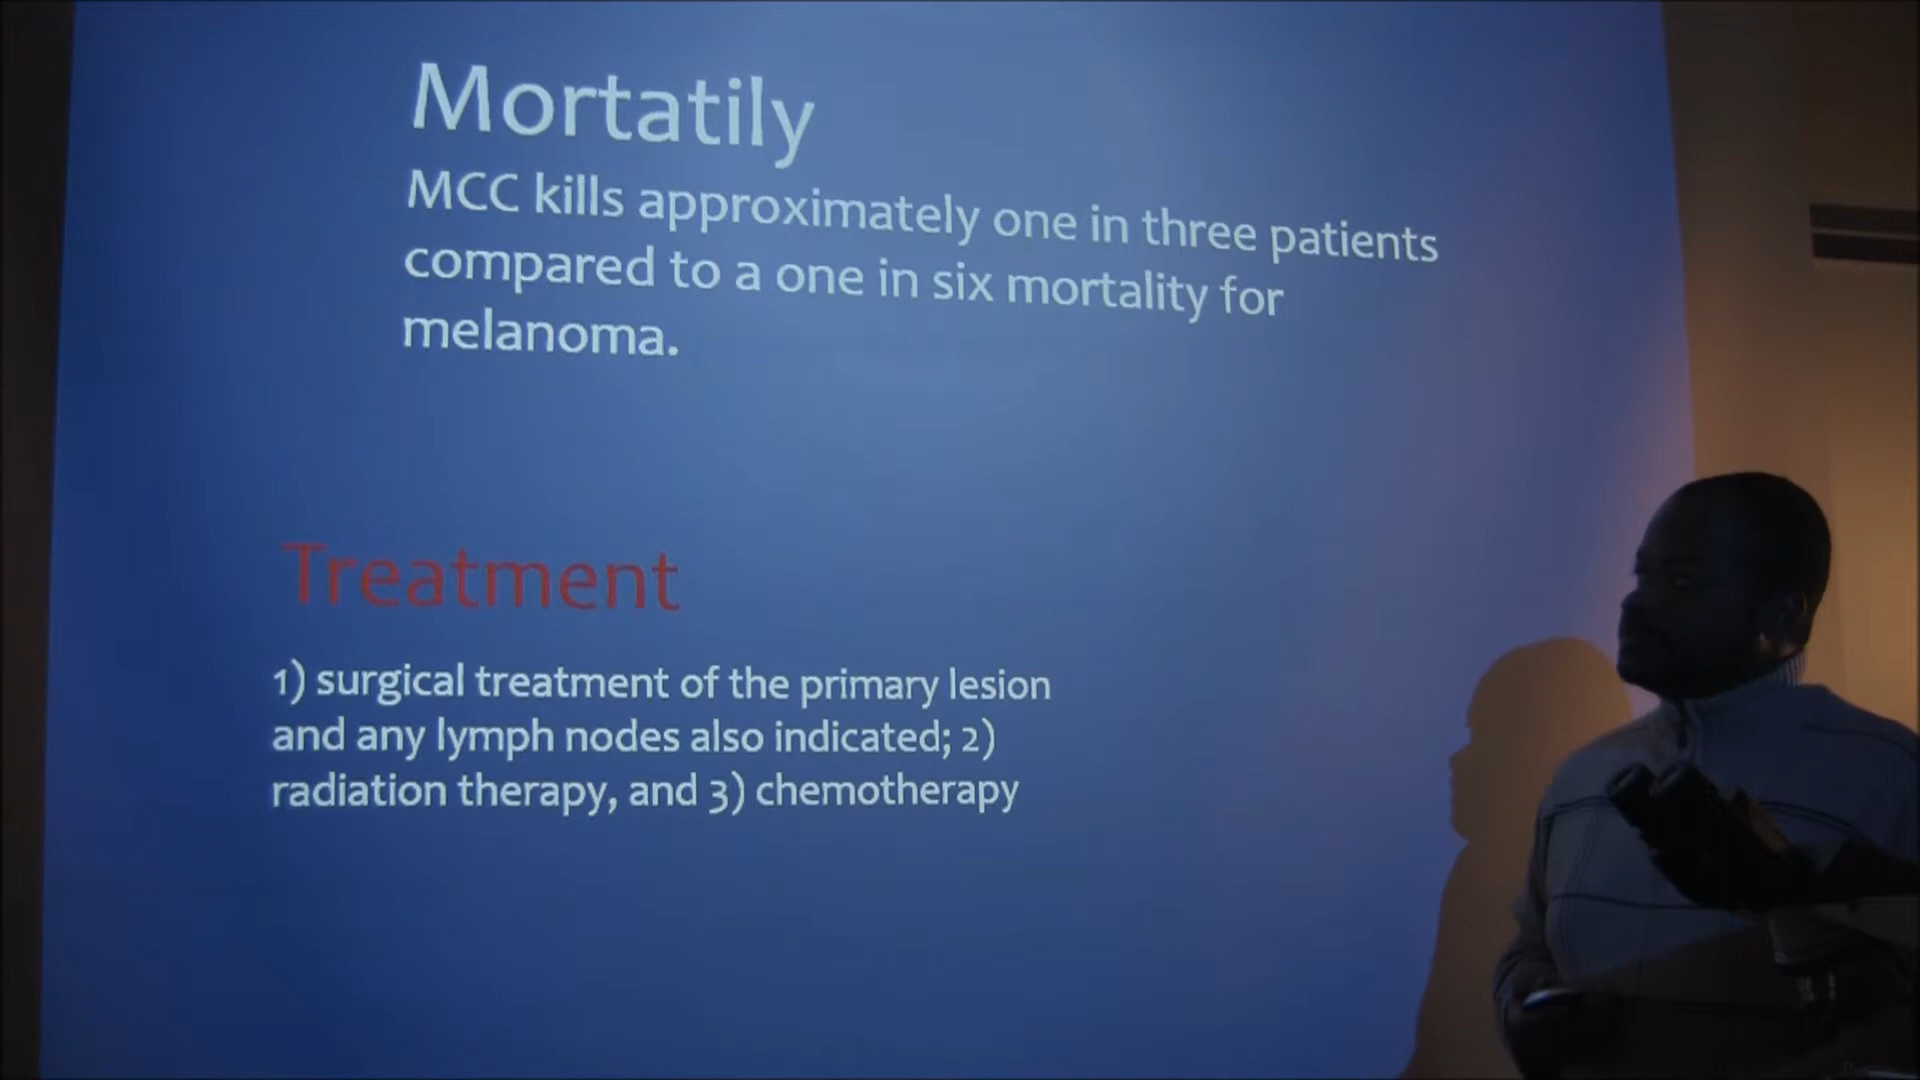 Mortatily
MCC kills approximately one in three patients
compared to a one in six mortality for
melanoma.
Treatment
1) surgical treatment of the primary lesion
and any lymph nodes also indicated; 2)
radiation therapy, and 3) chemotherapy